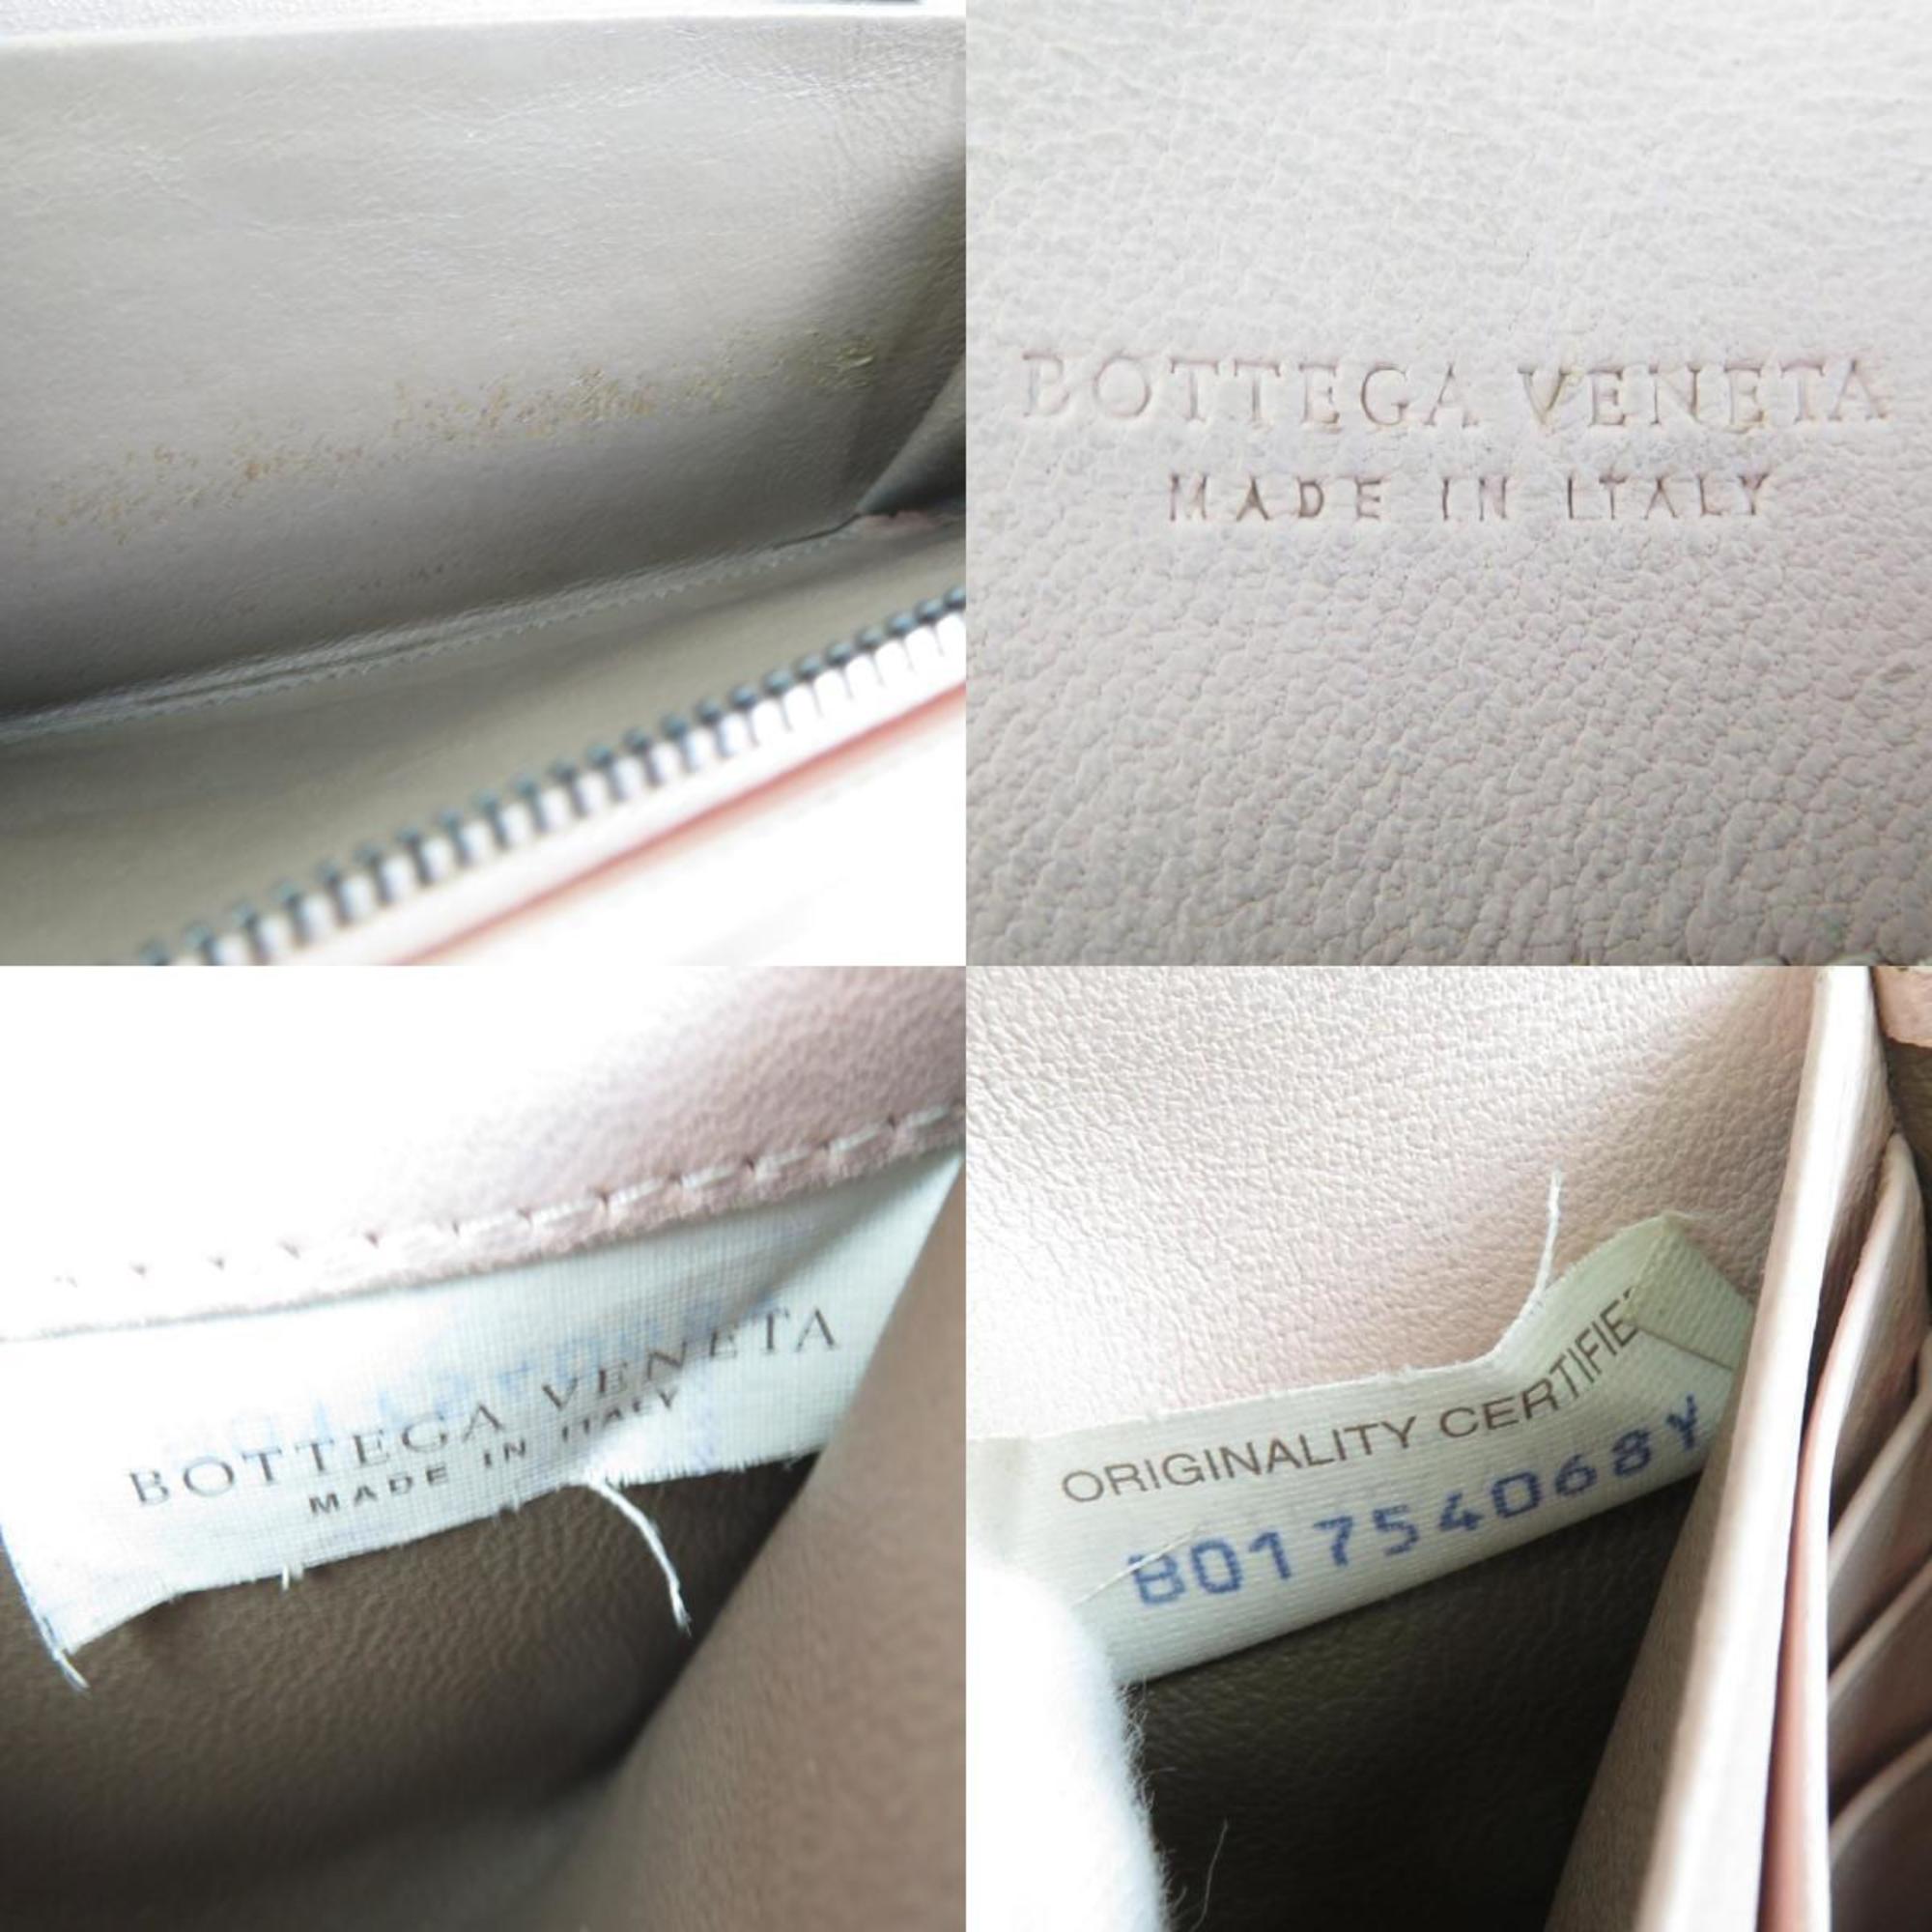 BOTTEGA VENETA
MADE IN ITALY
BOTTEGA VENETA
MADE IN ITALY
ORIGINALITY CERTIFIE
B01754068Y